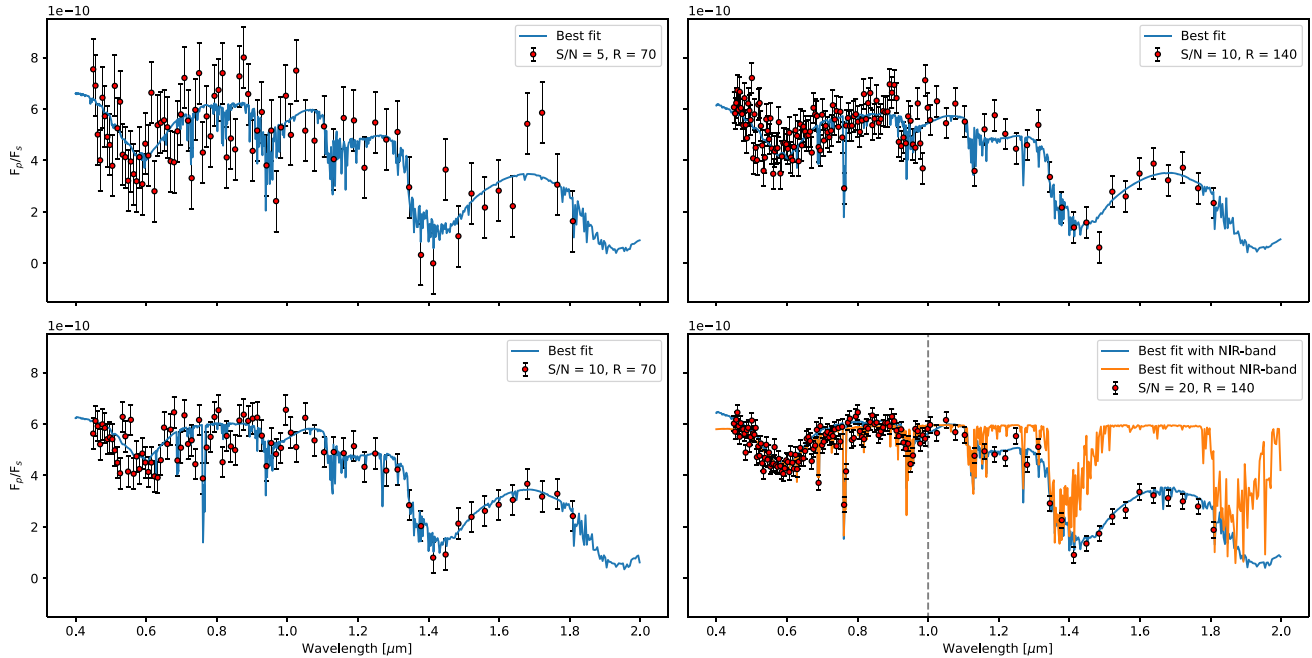 1e-10
Best fit
S/N = 5, R = 70
8
6
4
2
0
F_p/F_s
1e-10
Best fit
S/N = 10, R = 140
1e-10
Best fit
S/N = 10, R = 70
8
6
4
2
0
F_p/F_s
0.4 0.6 0.8 1.0 1.2 1.4 1.6 1.8 2.0
Wavelength [μm]
1e-10
Best fit with NIR-band
Best fit without NIR-band
S/N = 20, R = 140
0.4 0.6 0.8 1.0 1.2 1.4 1.6 1.8 2.0
Wavelength [μm]